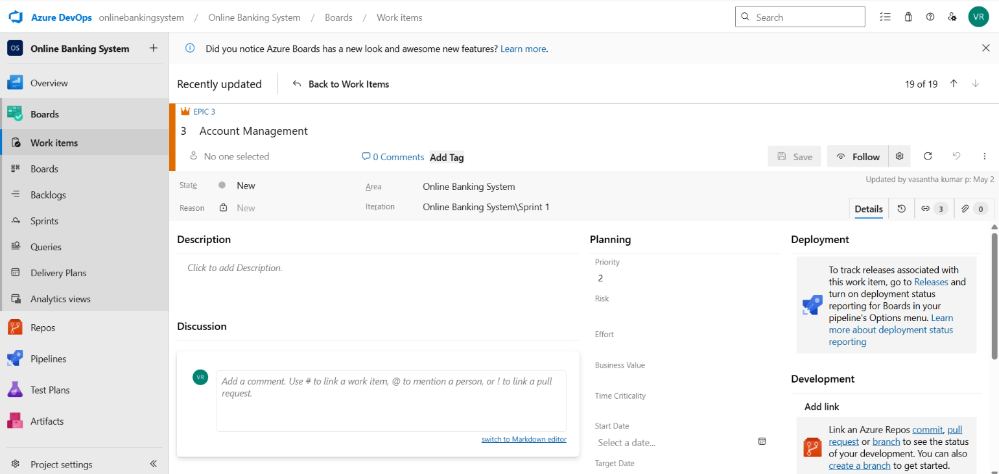 Azure DevOps onlinebankingsystem / Online Banking System / Boards / Work items
Search
VR
OS Online Banking System
Overview
Boards
Work items
Boards
Backlogs
Sprints
Queries
Delivery Plans
Analytics views
Repos
Pipelines
Test Plans
Artifacts
Project settings
Did you notice Azure Boards has a new look and awesome new features? Learn more.
Recently updated
Back to Work Items
19 of 19
EPIC 3
3 Account Management
No one selected
0 Comments
Add Tag
Save
Follow
State New
Area Online Banking System
Updated by vasantha kumar p: May 2
Reason New
Iteration Online Banking System\Sprint 1
Details
3
0
Description
Click to add Description.
Discussion
VR
Add a comment. Use # to link a work item, @ to mention a person, or ! to link a pull
request.
switch to Markdown editor
Planning
Priority
2
Risk
Effort
Business Value
Time Criticality
Start Date
Select a date...
Target Date
Deployment
To track releases associated with
this work item, go to Releases and
turn on deployment status
reporting for Boards in your
pipeline's Options menu. Learn
more about deployment status
reporting
Development
Add link
Link an Azure Repos commit, pull
request or branch to see the status
of your development. You can also
create a branch to get started.